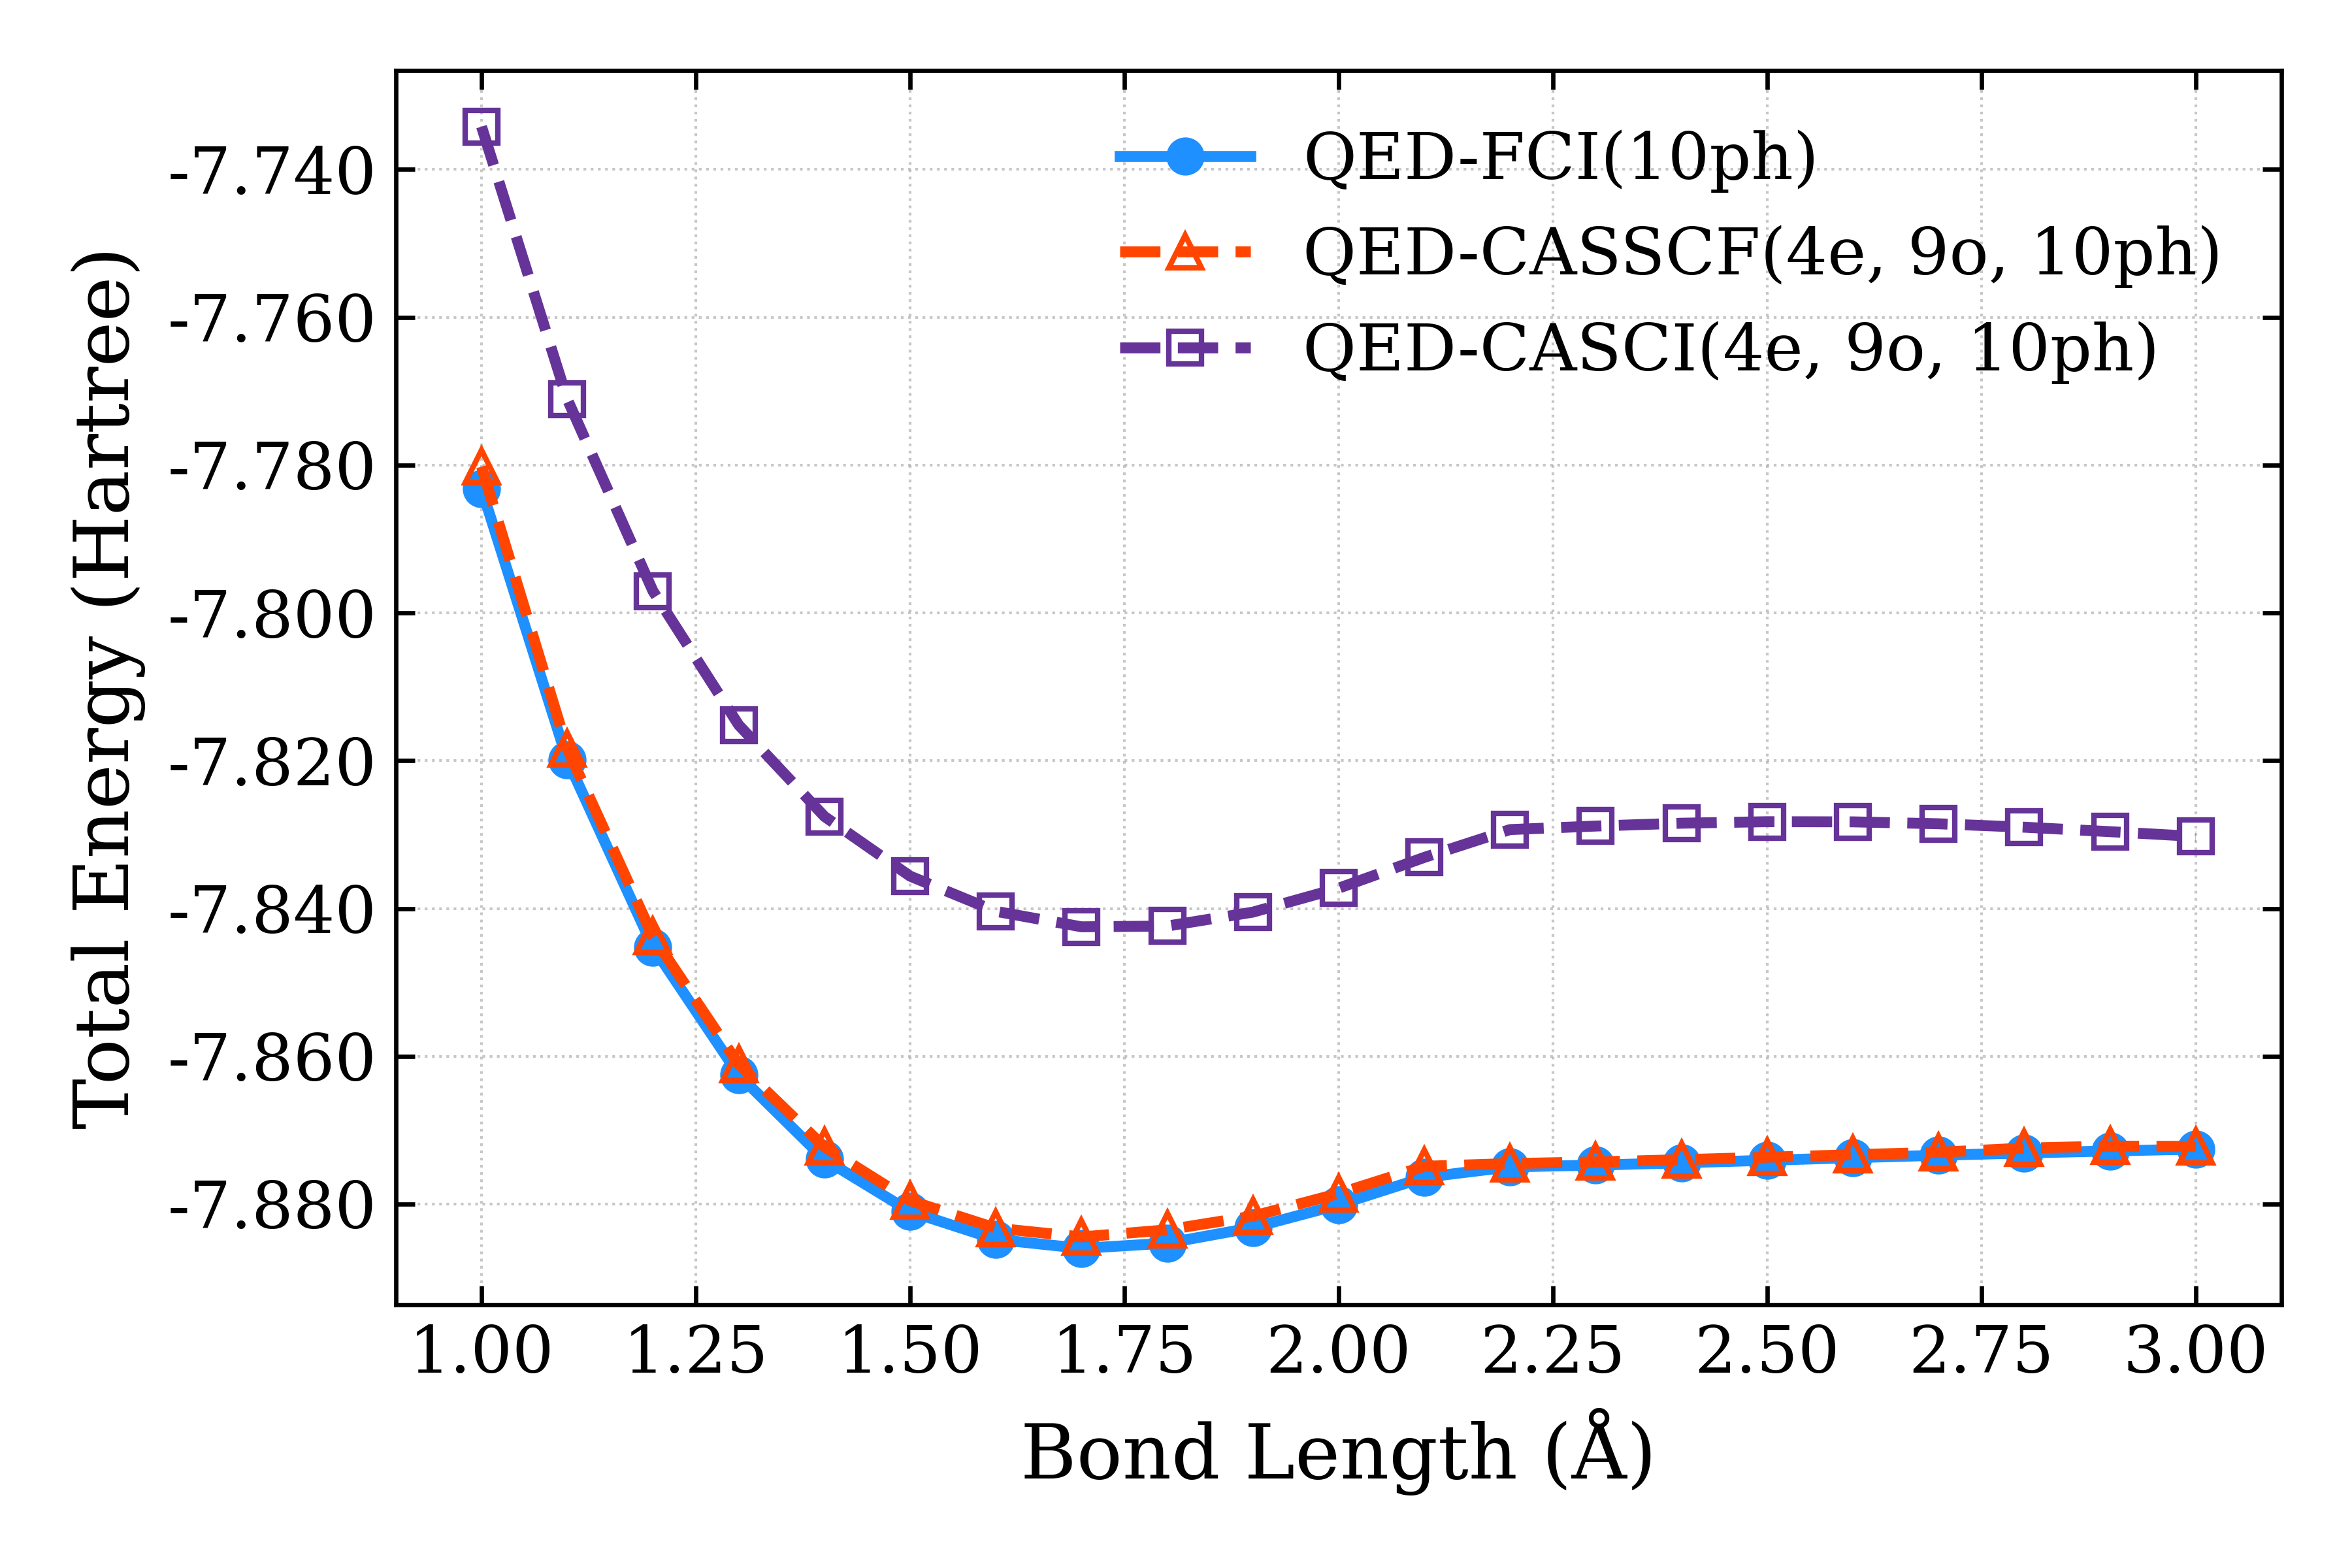 QED-FCI(10ph)
QED-CASSCF(4e, 9o, 10ph)
QED-CASCI(4e, 9o, 10ph)
Total Energy (Hartree)
-7.740
-7.760
-7.780
-7.800
-7.820
-7.840
-7.860
-7.880
1.00 1.25 1.50 1.75 2.00 2.25 2.50 2.75 3.00
Bond Length (Å)